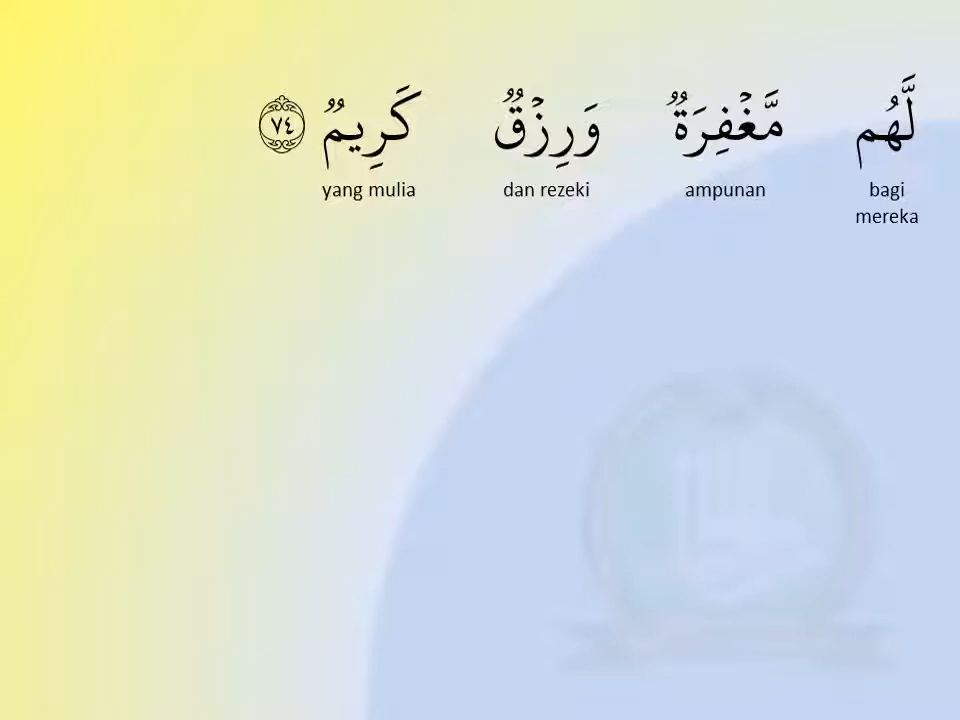 لَّهُم مَّغْفِرَةٌ وَرِزْقٌ كَرِيمٌ ٧٤
bagi ampunan dan rezeki yang mulia
mereka